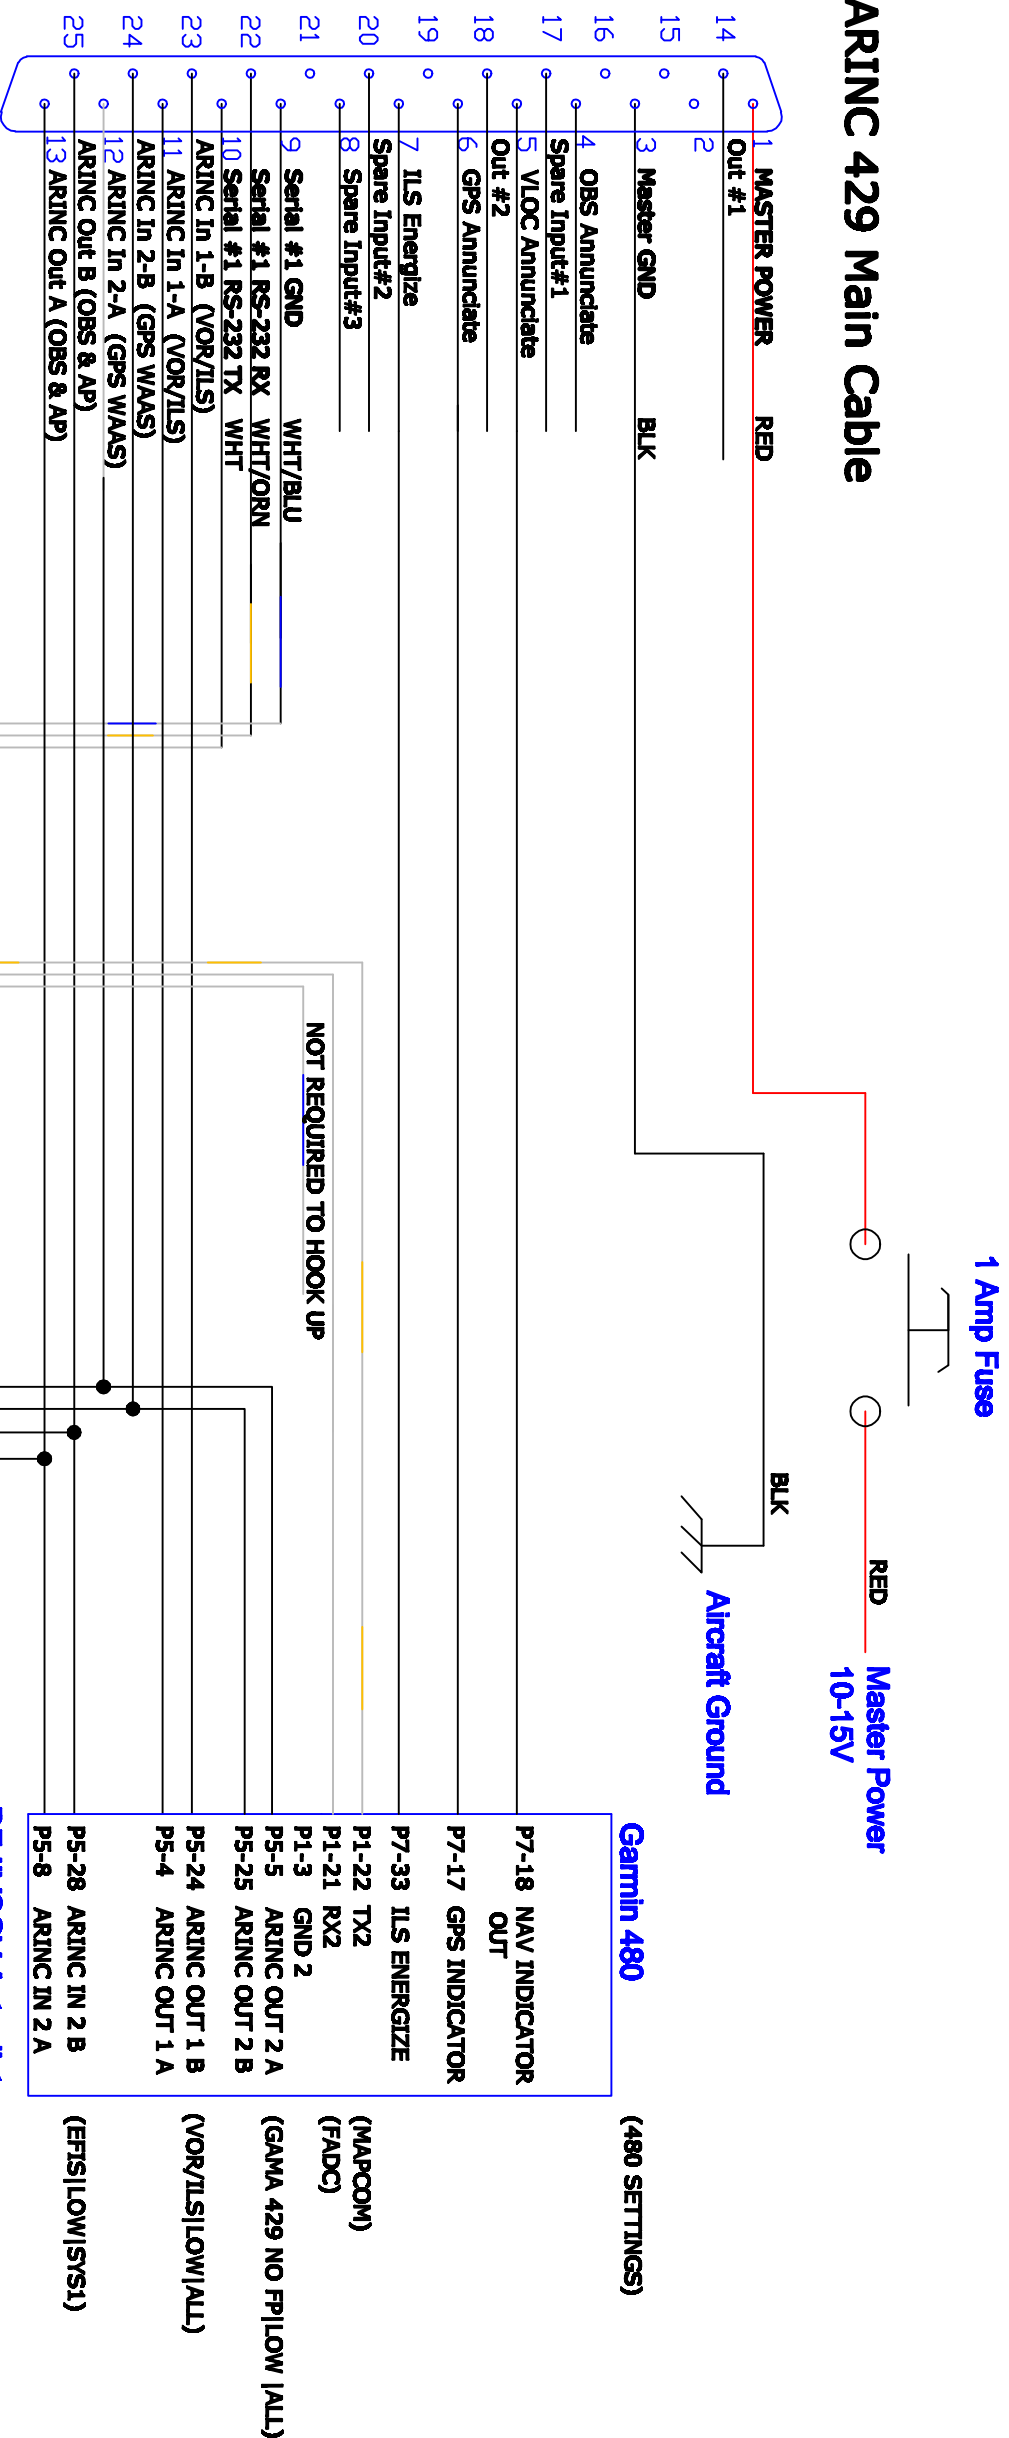 ARINC 429 Main Cable
1 Amp Fuse
RED
Master Power
10-15V
BLK
Aircraft Ground
14
15
16
17
18
19
20
21
22
23
24
25
1 MASTER POWER RED
Out #1
2
3 Master GND BLK
4 OBS Annunciate
Spare Input#1
5 VLOC Annunciate
Out #2
6 GPS Annunciate
7 ILS Energize
Spare Input#2
8 Spare Input#3
9 Serial #1 GND WHT/BLU
Serial #1 RS-232 RX WHT/ORN
10 Serial #1 RS-232 TX WHT
ARINC In 1-B (VOR/ILS)
11 ARINC In 1-A (VOR/ILS)
ARINC In 2-B (GPS WAAS)
12 ARINC In 2-A (GPS WAAS)
ARINC Out B (OBS & AP)
13 ARINC Out A (OBS & AP)
NOT REQUIRED TO HOOK UP
Garmin 480
(480 SETTINGS)
P7-18 NAV INDICATOR
OUT
P7-17 GPS INDICATOR
P7-33 ILS ENERGIZE
P1-22 TX2 (MAPCOM)
P1-21 RX2 (FADC)
P1-3 GND 2
P5-5 ARINC OUT 2 A (GAMA 429 NO FP|LOW |ALL)
P5-25 ARINC OUT 2 B
P5-24 ARINC OUT 1 B (VOR/ILS|LOW|ALL)
P5-4 ARINC OUT 1 A
P5-28 ARINC IN 2 B (EFIS|LOW|SYS1)
P5-8 ARINC IN 2 A